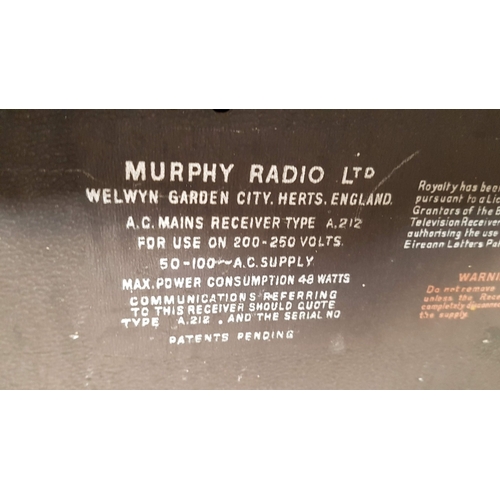 MURPHY RADIO LTD
WELWYN GARDEN CITY. HERTS. ENGLAND.
A.C. MAINS RECEIVER TYPE A.212
FOR USE ON 200-250 VOLTS.
50-100~A.C. SUPPLY.
MAX. POWER CONSUMPTION 48 WATTS
COMMUNICATIONS REFERRING
TO THIS RECEIVER SHOULD QUOTE
TYPE A.212 , AND THE SERIAL NO
PATENTS PENDING
Royalty has bee
pursuant to a Lic
Grantors of the B
Television Receiver
authorising the use
Eireann Letters Pat
WARNI
Do not remove
unless the Rec
completely
the supply.